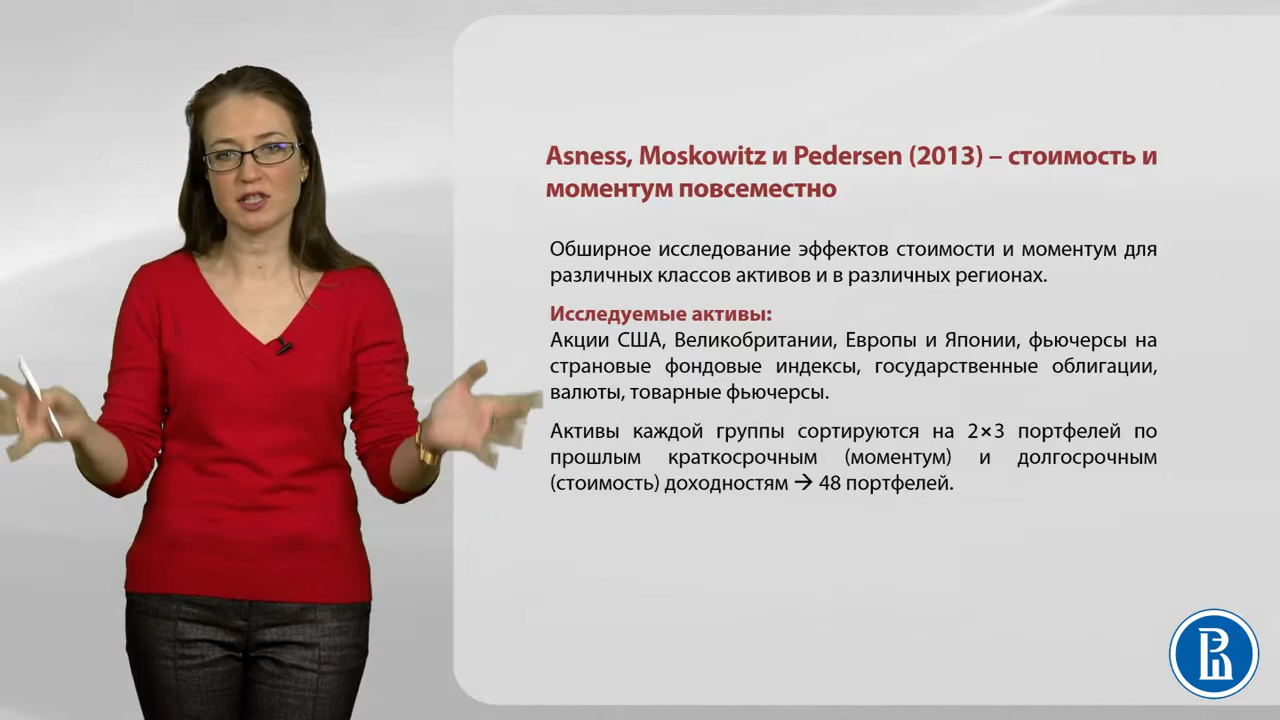 Asness, Moskowitz и Pedersen (2013) – стоимость и
моментум повсеместно
Обширное исследование эффектов стоимости и моментум для
различных классов активов и в различных регионах.
Исследуемые активы:
Акции США, Великобритании, Европы и Японии, фьючерсы на
страновые фондовые индексы, государственные облигации,
валюты, товарные фьючерсы.
Активы каждой группы сортируются на 2×3 портфелей по
прошлым краткосрочным (моментум) и долгосрочным
(стоимость) доходностям → 48 портфелей.